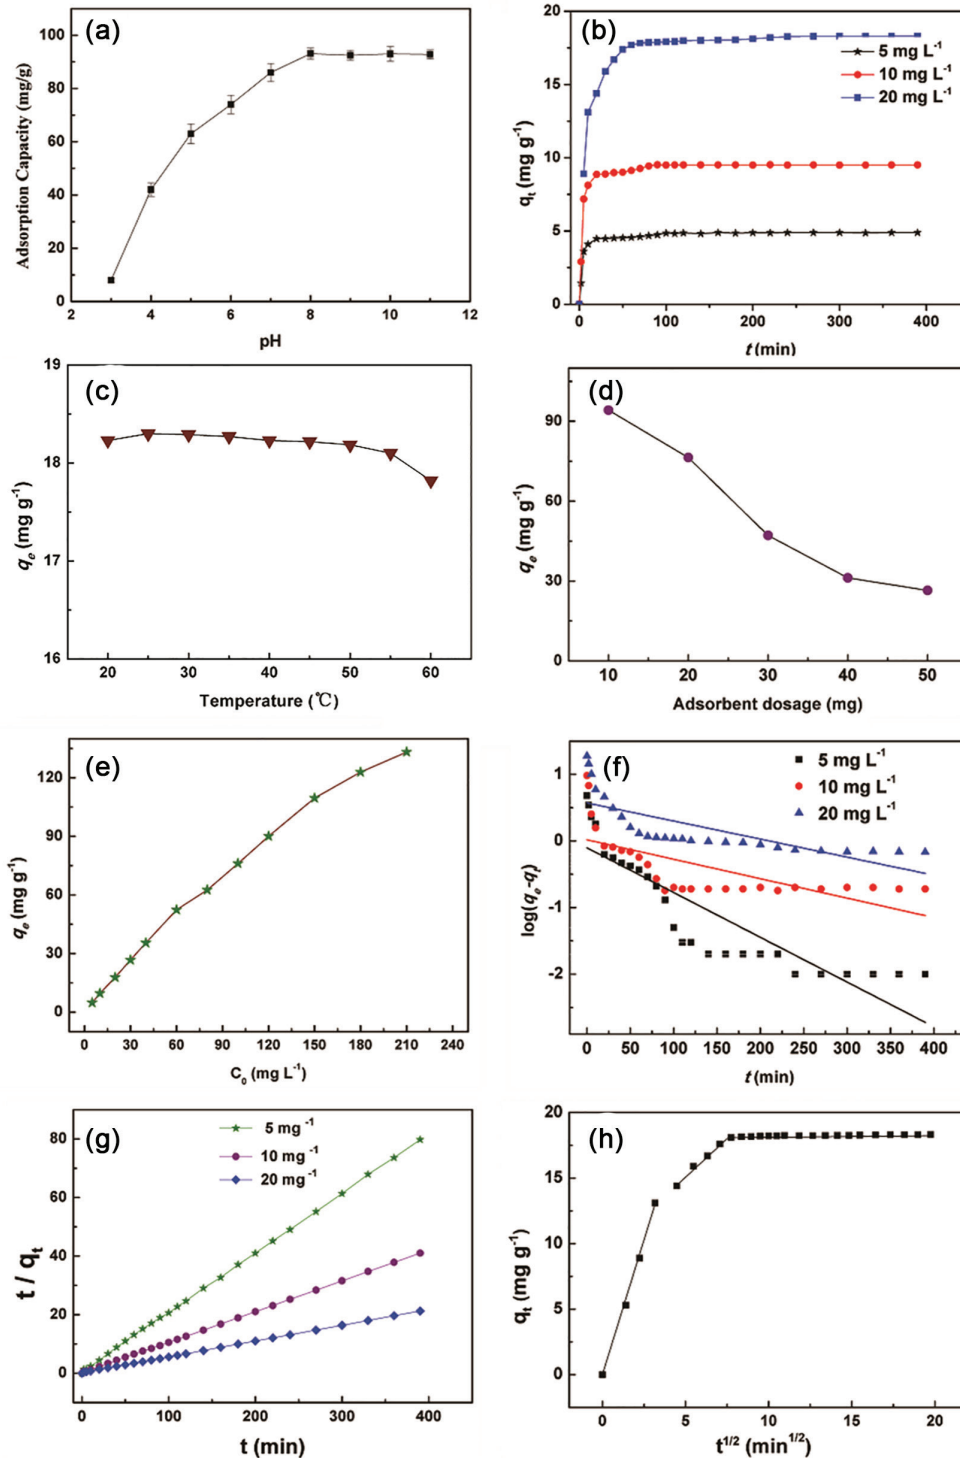 (a)
Adsorption Capacity (mg/g)
100
80
60
40
20
0
2 4 6 8 10 12
pH
(b)
5 mg L⁻¹
10 mg L⁻¹
20 mg L⁻¹
qₜ (mg g⁻¹)
20
15
10
5
0
0 100 200 300 400
t (min)
(c)
qₑ (mg g⁻¹)
19
18
17
16
20 30 40 50 60
Temperature (℃)
(d)
qₑ (mg g⁻¹)
90
60
30
0
10 20 30 40 50
Adsorbent dosage (mg)
(e)
qₑ (mg g⁻¹)
120
90
60
30
0
0 30 60 90 120 150 180 210 240
C₀ (mg L⁻¹)
(f)
5 mg L⁻¹
10 mg L⁻¹
20 mg L⁻¹
log(qₑ-qₜ)
1
0
-1
-2
0 50 100 150 200 250 300 350 400
t (min)
(g)
5 mg ⁻¹
10 mg ⁻¹
20 mg ⁻¹
t / qₜ
80
60
40
20
0
0 100 200 300 400
t (min)
(h)
qₜ (mg g⁻¹)
20
15
10
5
0
0 5 10 15 20
t¹/² (min¹/²)